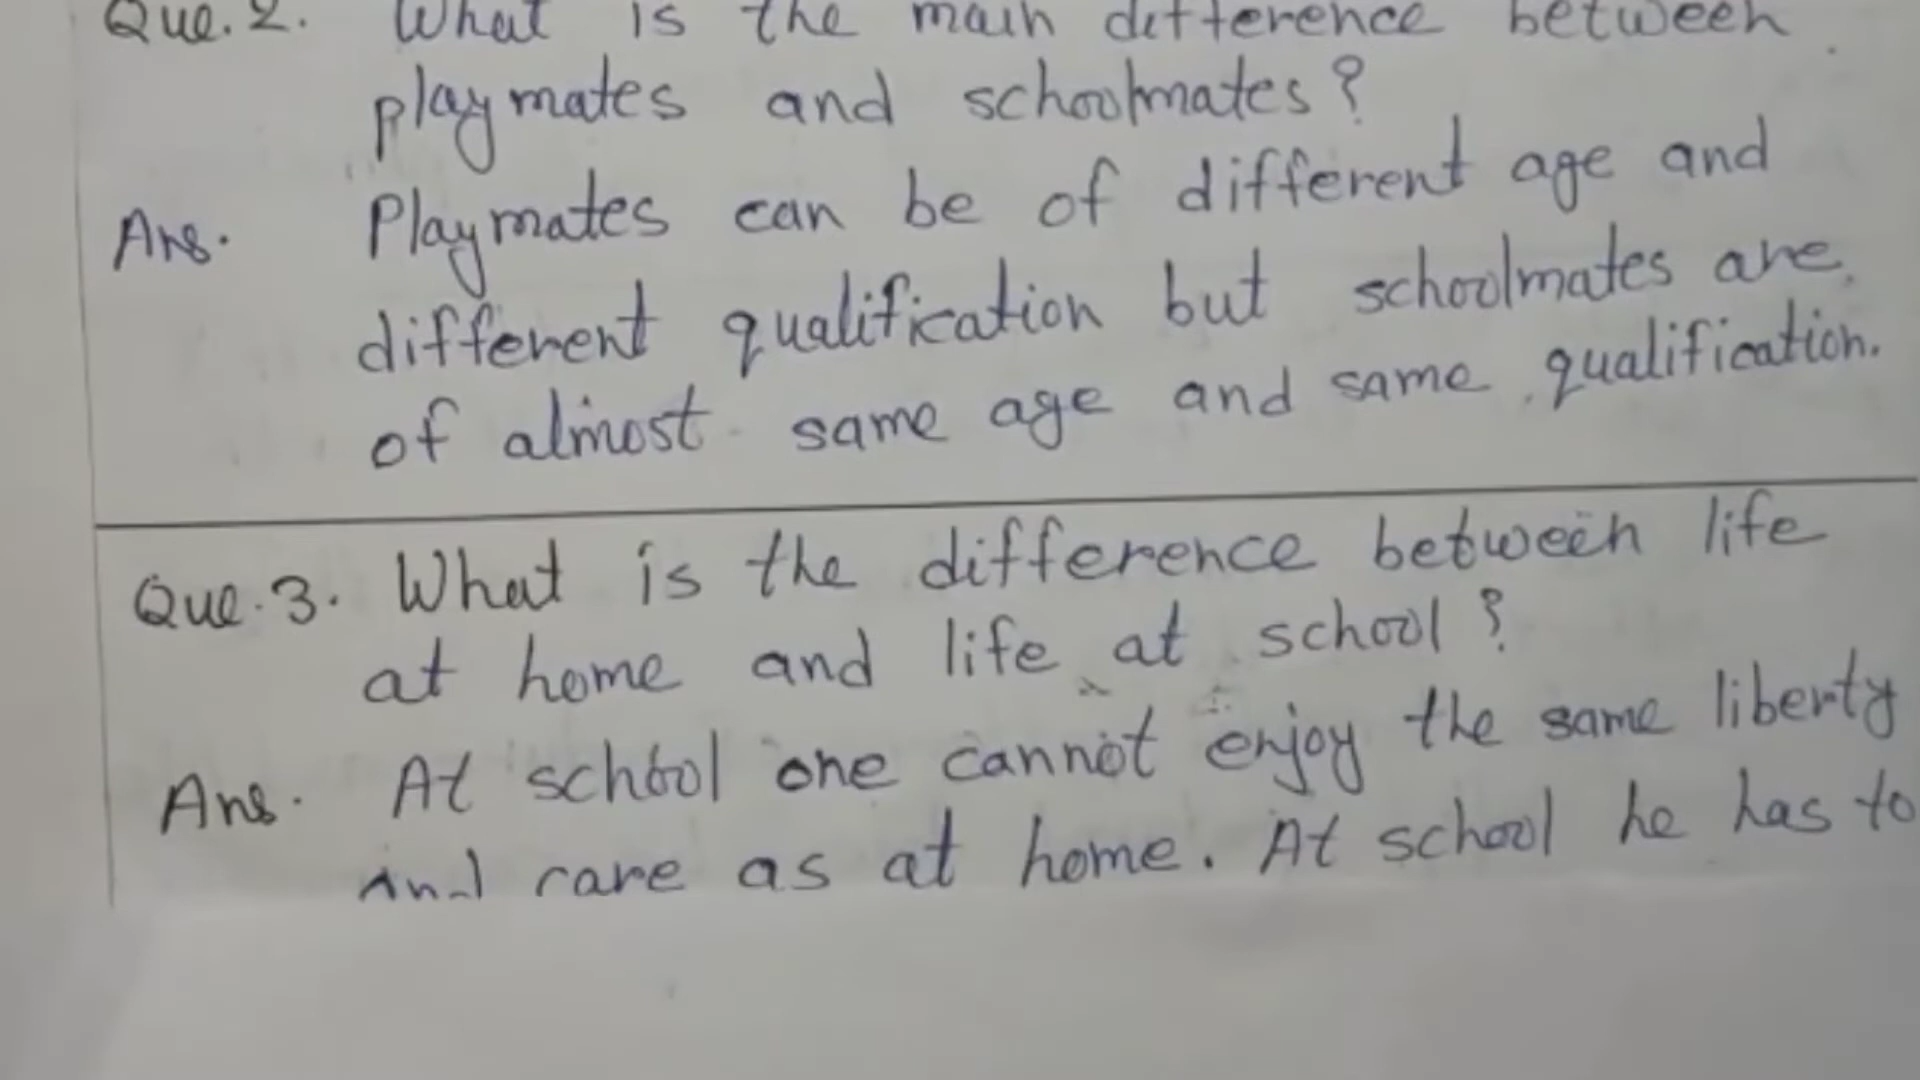 Que. 2. What is the main difference between
playmates and schoolmates?
Ans. Playmates can be of different age and
different qualification but schoolmates are
of almost same age and same qualification.
Que. 3. What is the difference between life
at home and life at school?
Ans. At school one cannot enjoy the same liberty
and care as at home. At school he has to